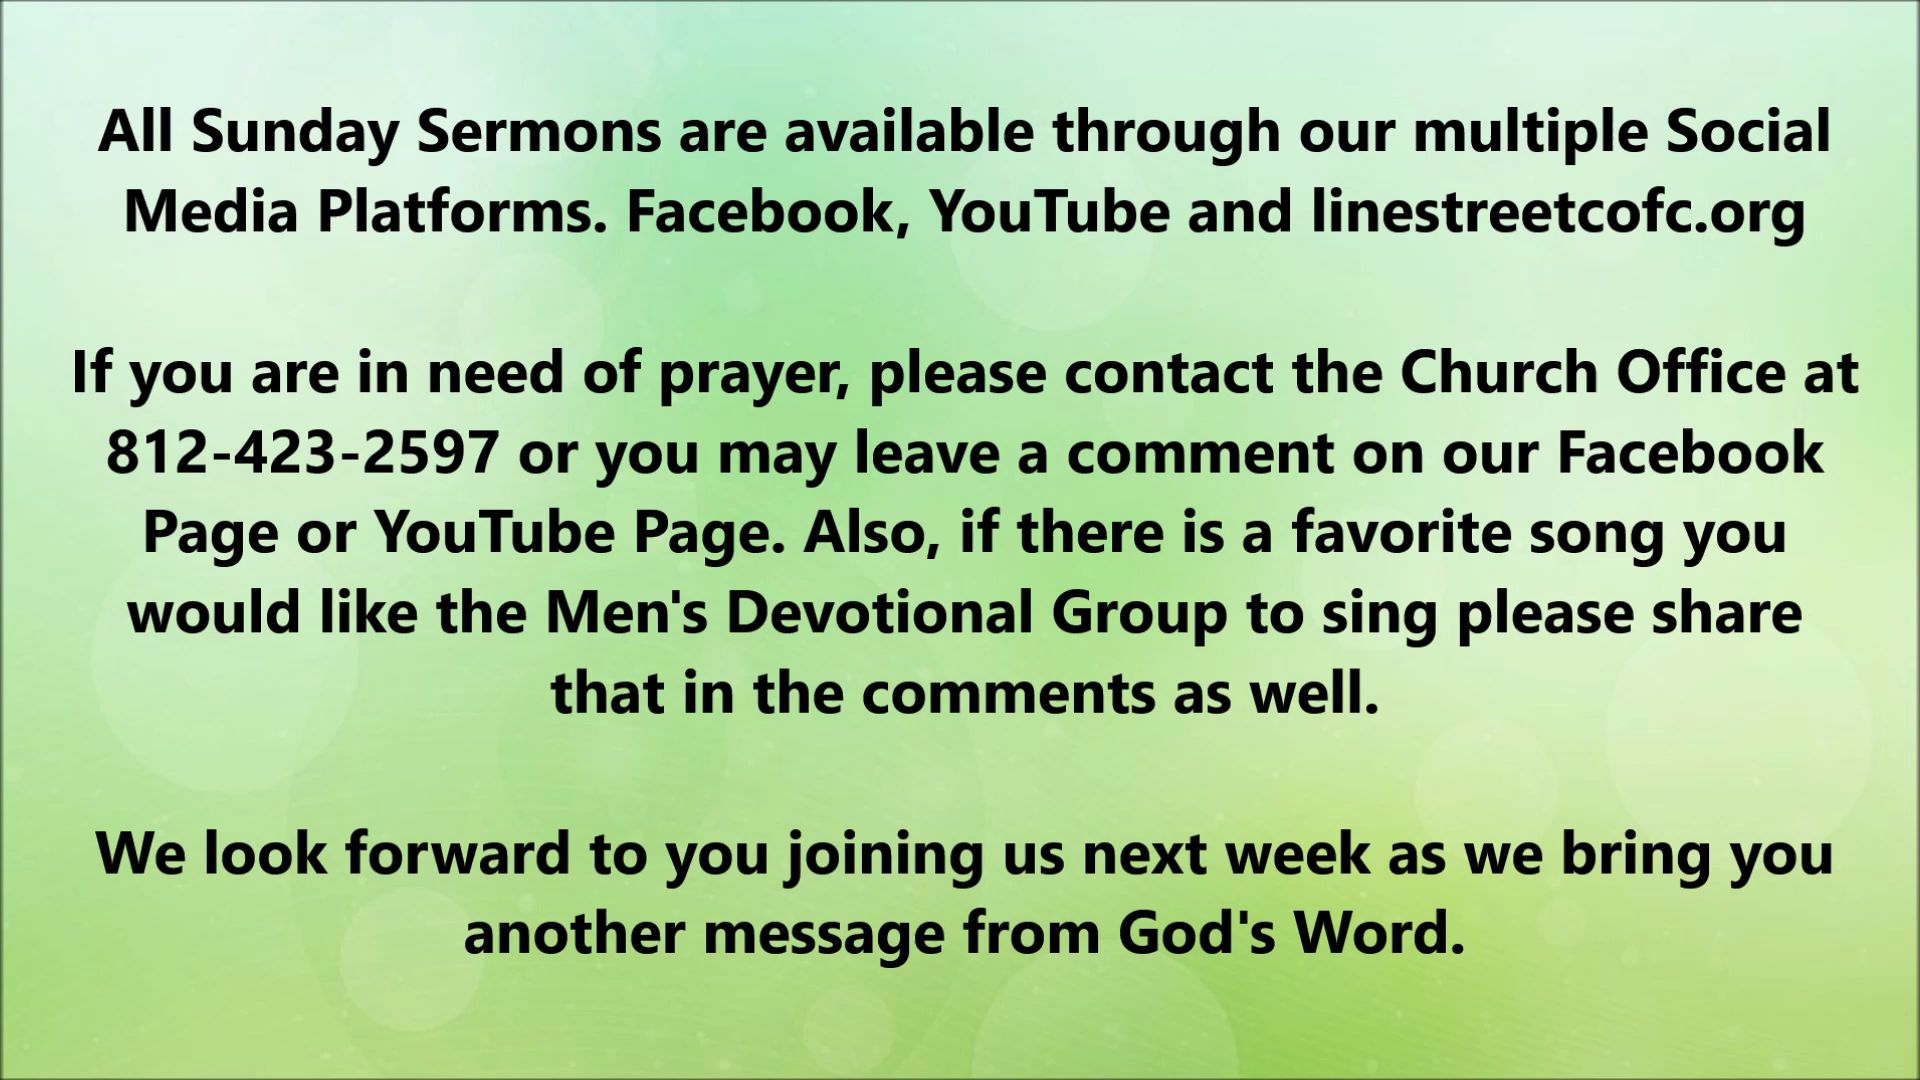 All Sunday Sermons are available through our multiple Social
Media Platforms. Facebook, YouTube and linestreetcofc.org
If you are in need of prayer, please contact the Church Office at
812-423-2597 or you may leave a comment on our Facebook
Page or YouTube Page. Also, if there is a favorite song you
would like the Men's Devotional Group to sing please share
that in the comments as well.
We look forward to you joining us next week as we bring you
another message from God's Word.